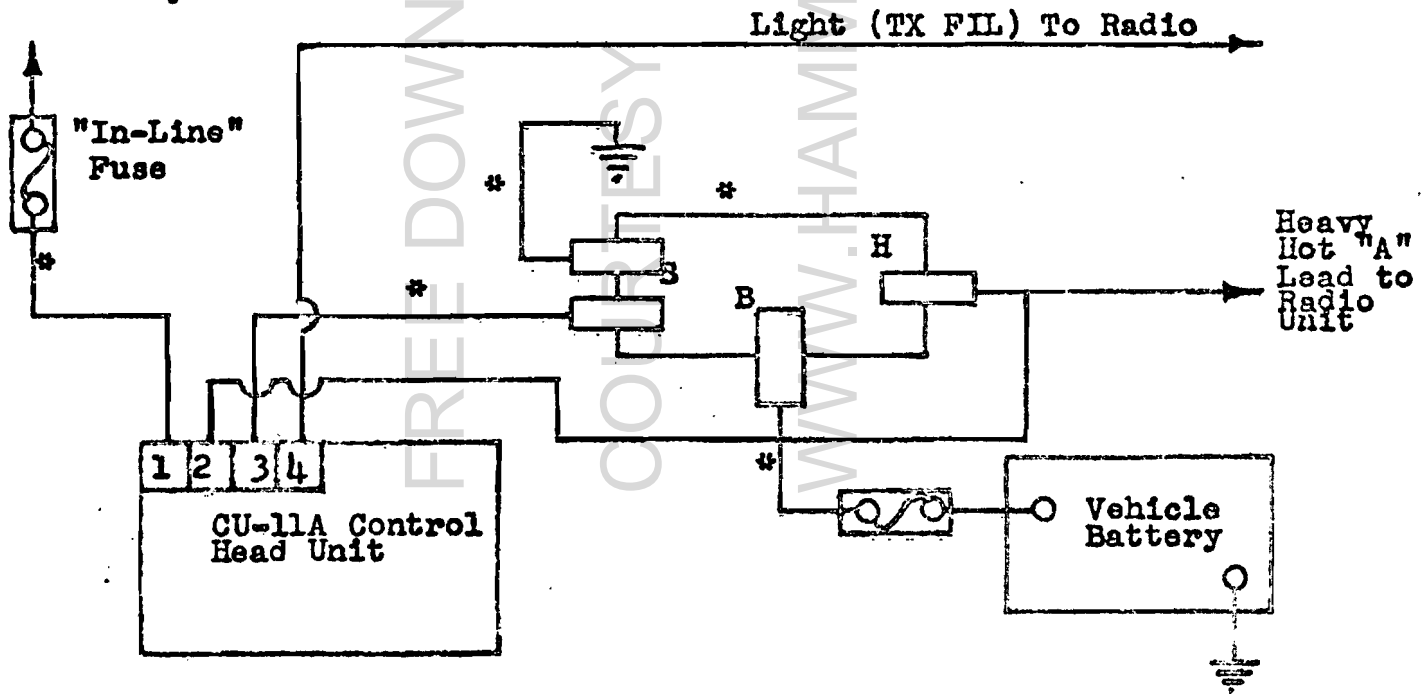 Light (TX FIL) To Radio
"In-Line"
Fuse
*
*
*
*
*
S
H
B
Heavy
Hot "A"
Lead to
Radio
Unit
1 2 3 4
CU-11A Control
Head Unit
Vehicle
Battery
FREE DOWN
COURTESY
WWW.HAMM